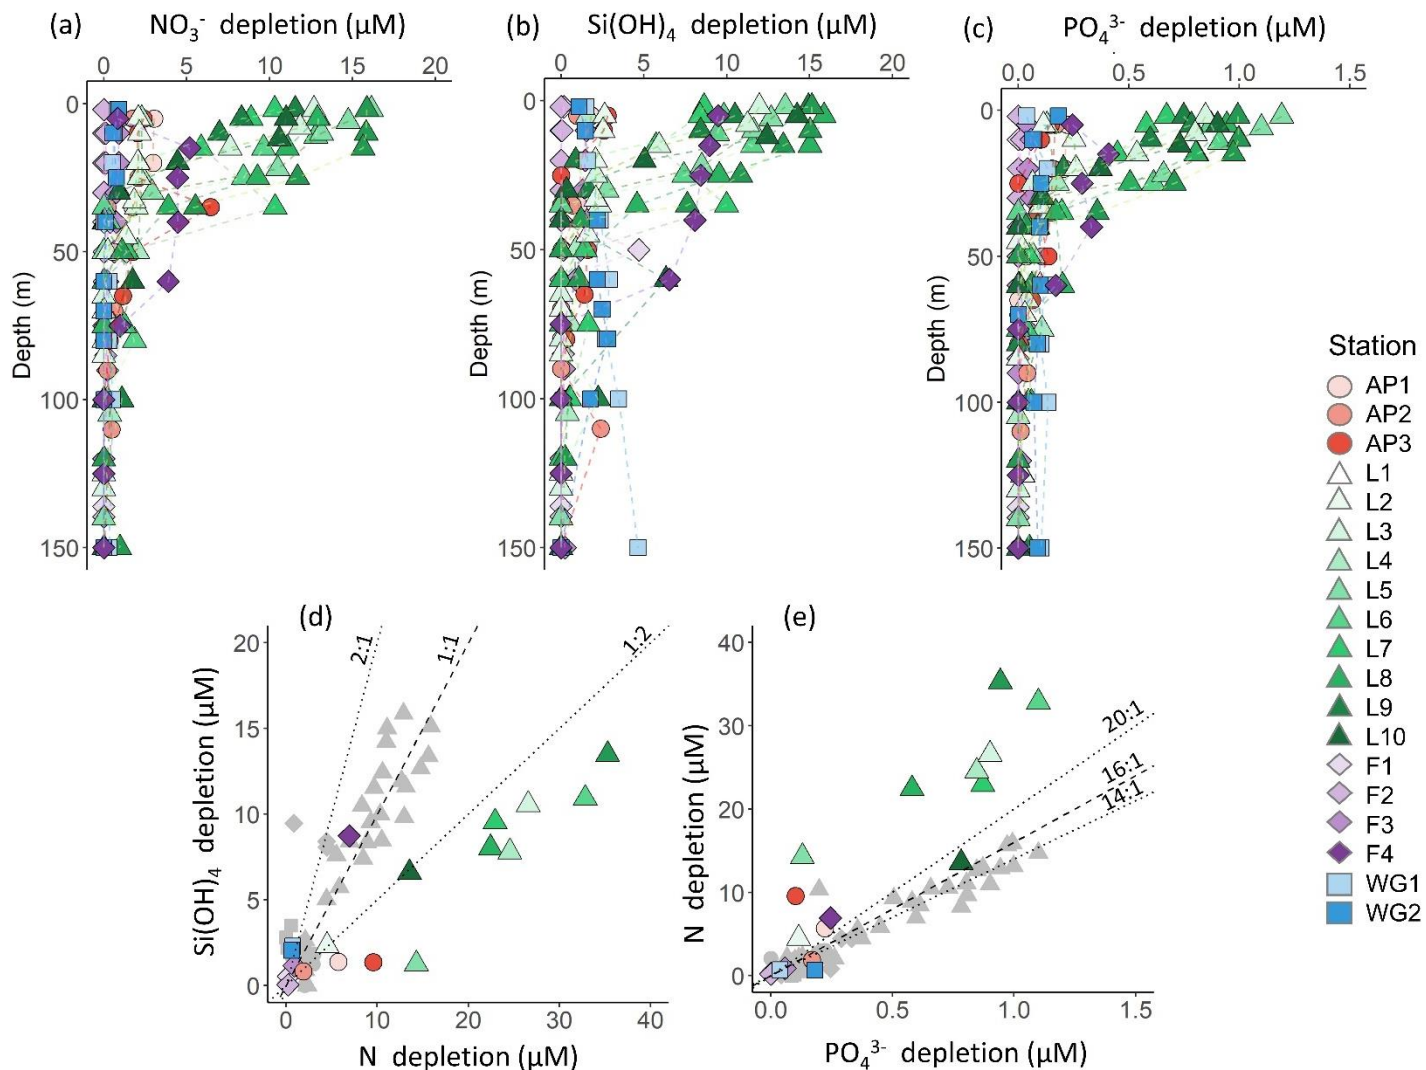 (a) NO₃⁻ depletion (µM)
0 5 10 15 20
0
50
100
150
Depth (m)
(b) Si(OH)₄ depletion (µM)
0 5 10 15 20
0
50
100
150
Depth (m)
(c) PO₄³⁻ depletion (µM)
0.0 0.5 1.0 1.5
0
50
100
150
Depth (m)
Station
AP1
AP2
AP3
L1
L2
L3
L4
L5
L6
L7
L8
L9
L10
F1
F2
F3
F4
WG1
WG2
(d)
2:1 1:1 1:2
20
15
10
5
0
Si(OH)₄ depletion (µM)
0 10 20 30 40
N depletion (µM)
(e)
20:1
16:1
14:1
40
30
20
10
0
N depletion (µM)
0.0 0.5 1.0 1.5
PO₄³⁻ depletion (µM)